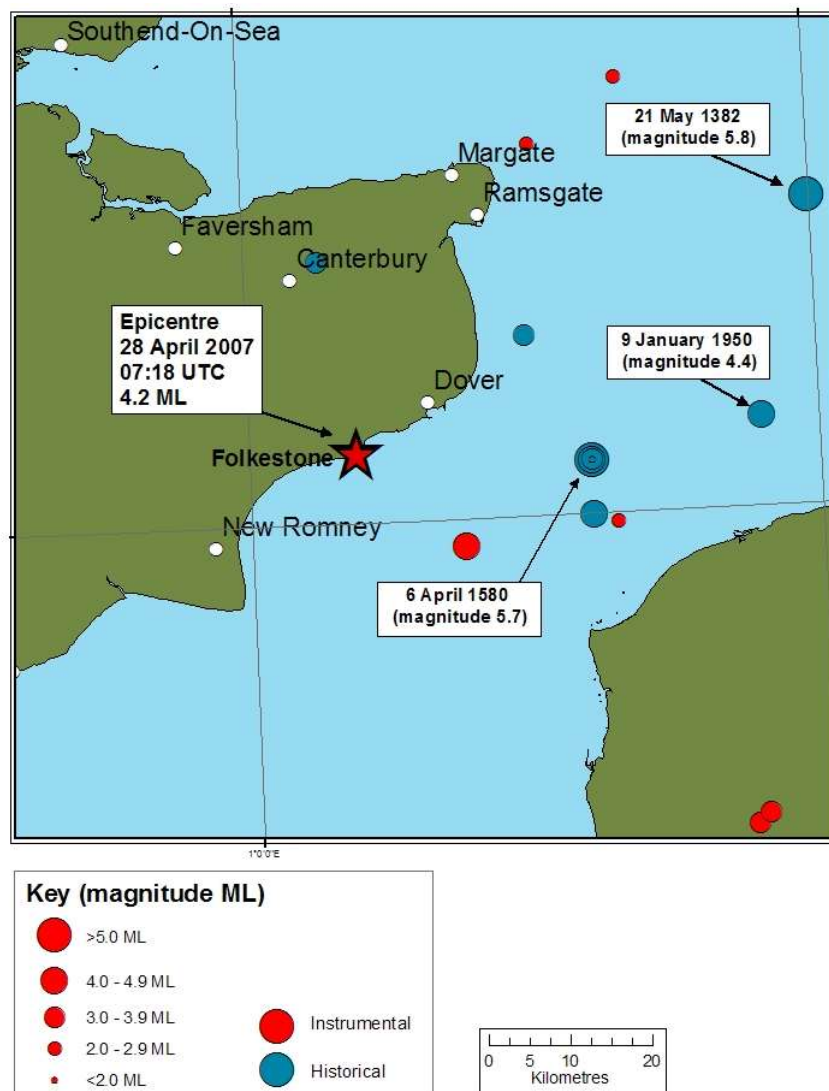 Southend-On-Sea
21 May 1382
(magnitude 5.8)
Margate
Ramsgate
Faversham
Canterbury
Epicentre
28 April 2007
07:18 UTC
4.2 ML
9 January 1950
(magnitude 4.4)
Dover
Folkestone
New Romney
6 April 1580
(magnitude 5.7)
1°0'0"E
Key (magnitude ML)
>5.0 ML
4.0 - 4.9 ML
3.0 - 3.9 ML
2.0 - 2.9 ML
<2.0 ML
Instrumental
Historical
0 5 10 20
Kilometres